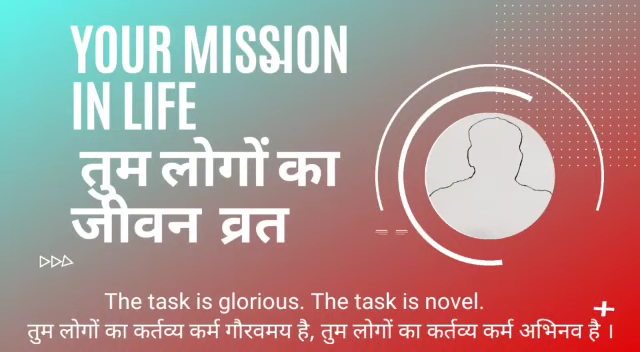 YOUR MISSION
IN LIFE
तुम लोगों का
जीवन व्रत
The task is glorious. The task is novel.
तुम लोगों का कर्तव्य कर्म गौरवमय है, तुम लोगों का कर्तव्य कर्म अभिनव है ।